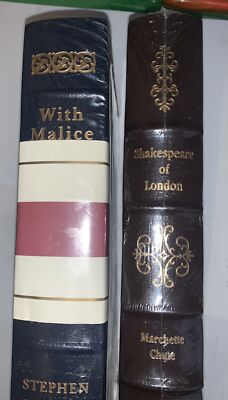 With
Malice
STEPHEN
Shakespeare
of
London
Marchette
Chute